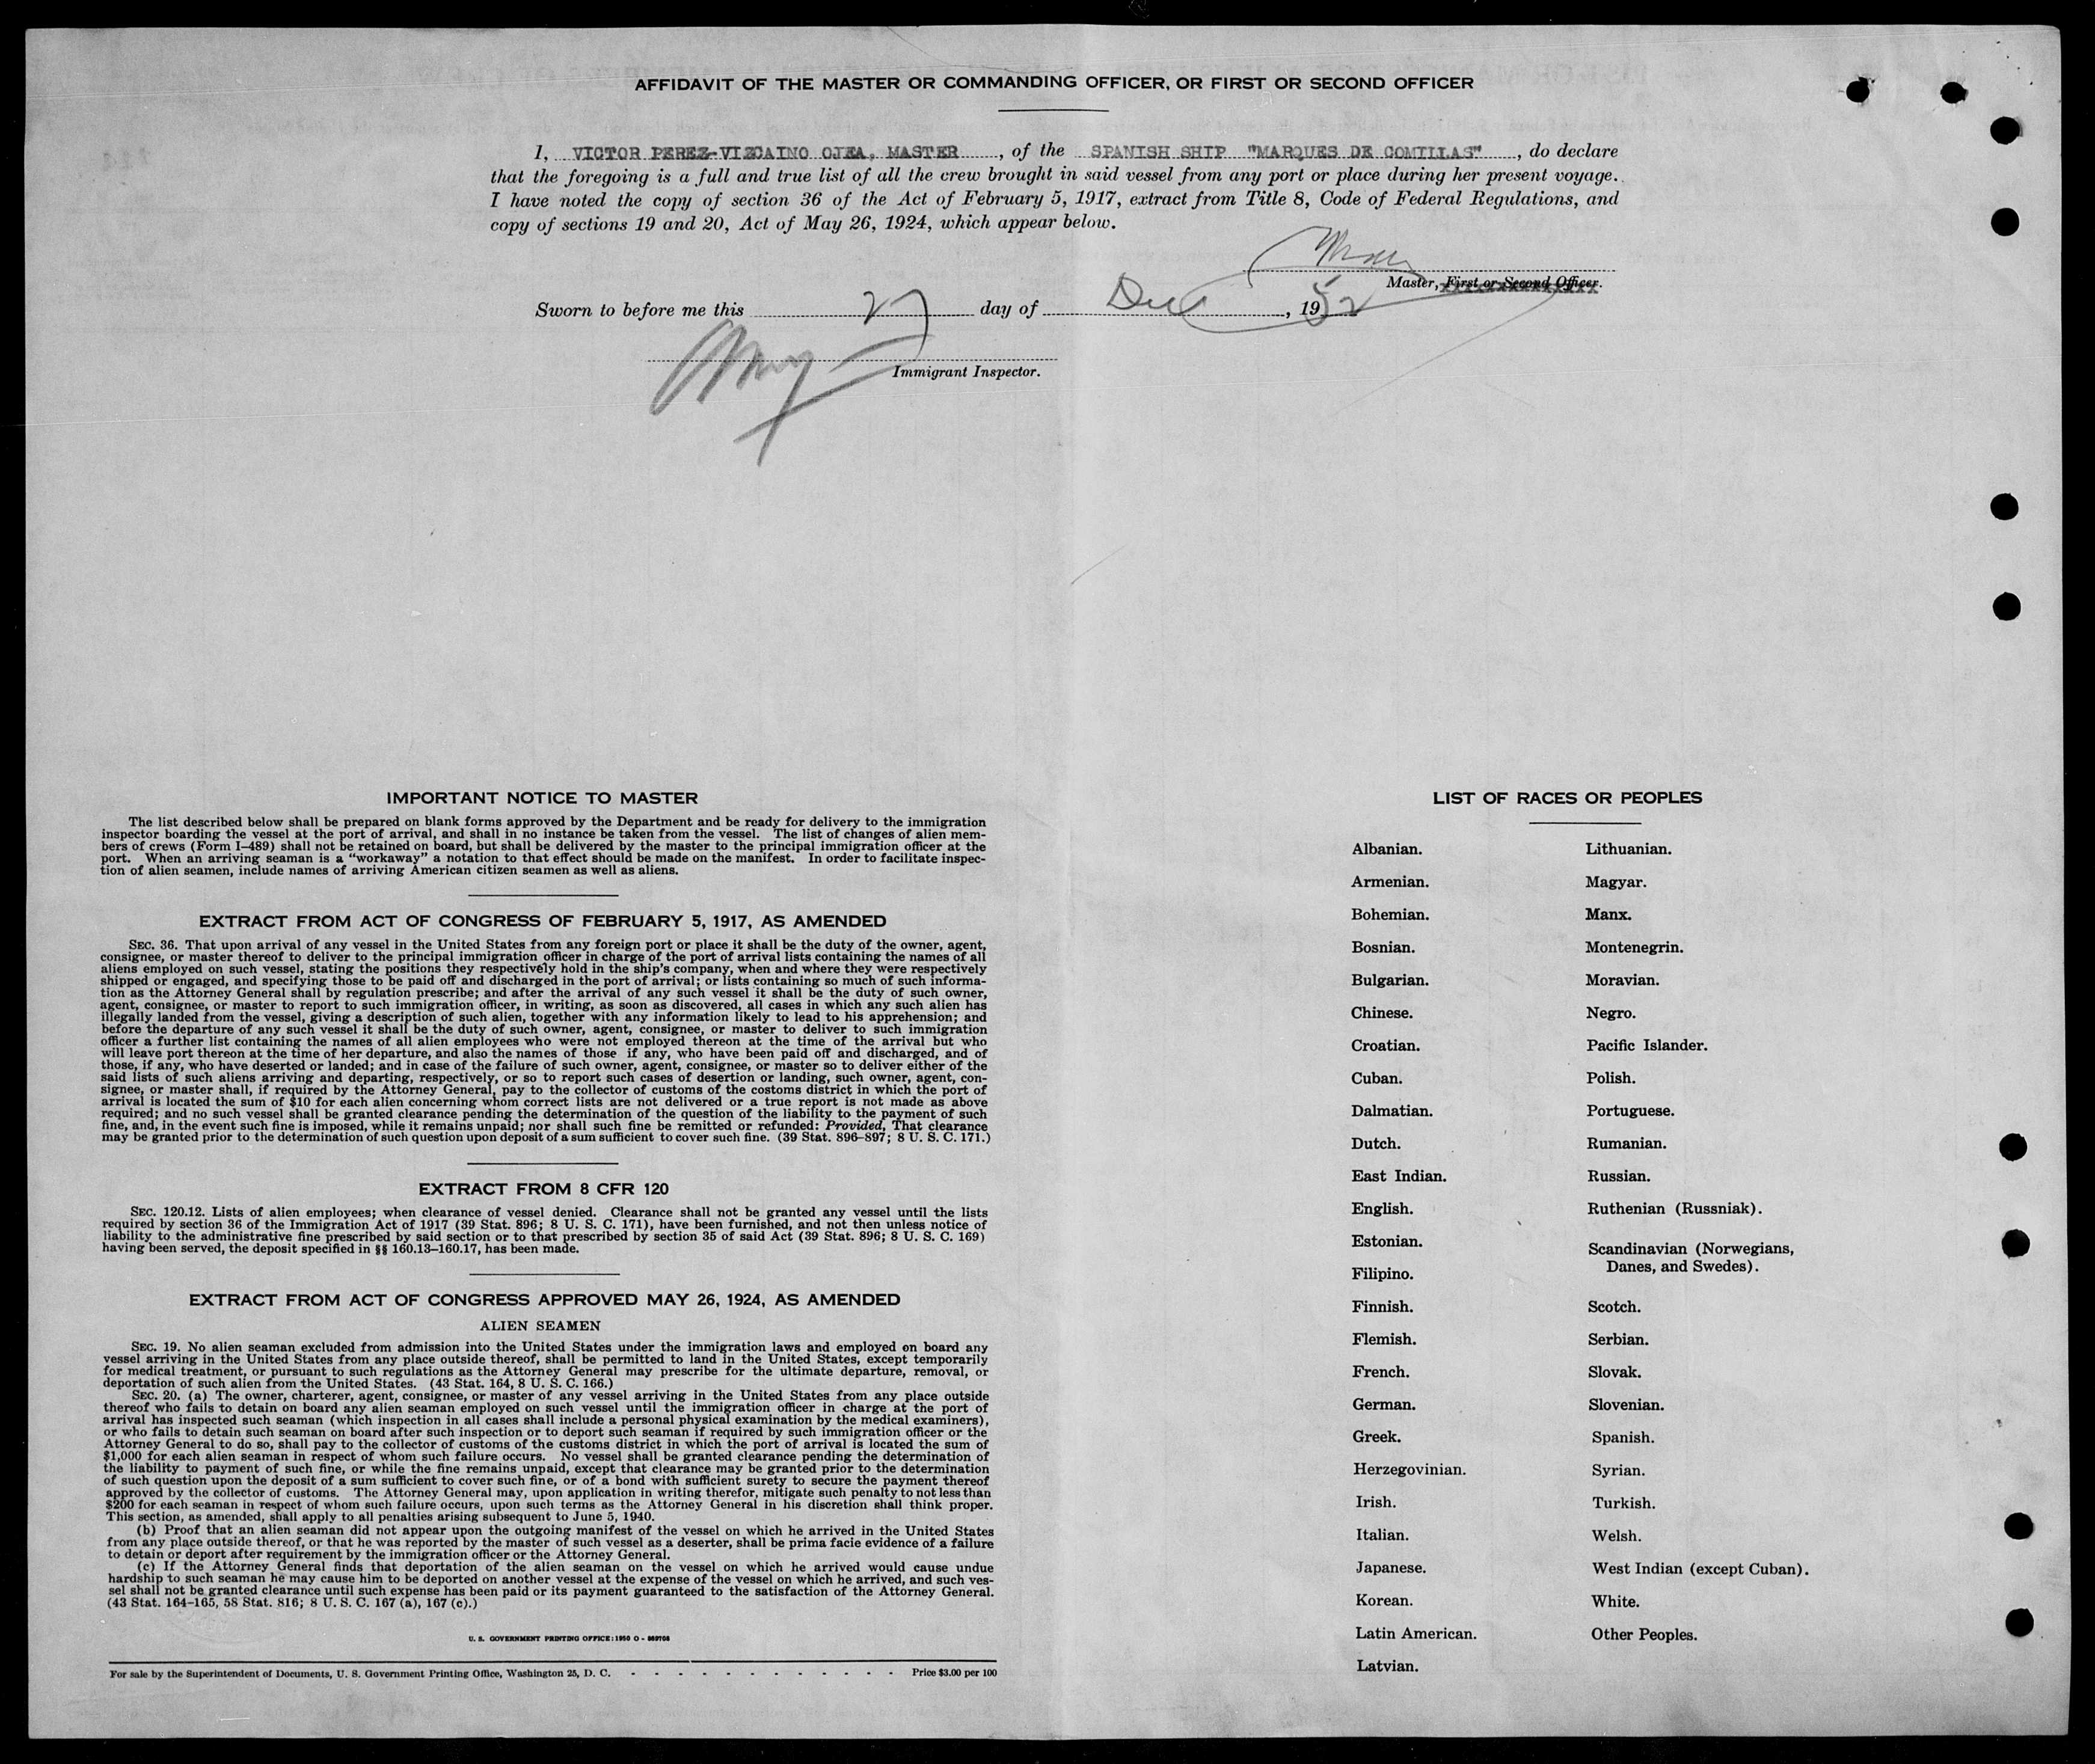 AFFIDAVIT OF THE MASTER OR COMMANDING OFFICER, OR FIRST OR SECOND OFFICER
I, VICTOR PEREZ-VIZCAINO OJEA, MASTER, of the SPANISH SHIP "MARQUES DE COMILLAS", do declare
that the foregoing is a full and true list of all the crew brought in said vessel from any port or place during her present voyage.
I have noted the copy of section 36 of the Act of February 5, 1917, extract from Title 8, Code of Federal Regulations, and
copy of sections 19 and 20, Act of May 26, 1924, which appear below.
Master, First or Second Officer.
Sworn to before me this 27 day of Dec, 1952
Immigrant Inspector.
IMPORTANT NOTICE TO MASTER
The list described below shall be prepared on blank forms approved by the Department and be ready for delivery to the immigration
inspector boarding the vessel at the port of arrival, and shall in no instance be taken from the vessel. The list of changes of alien mem-
bers of crews (Form I-489) shall not be retained on board, but shall be delivered by the master to the principal immigration officer at the
port. When an arriving seaman is a "workaway" a notation to that effect should be made on the manifest. In order to facilitate inspec-
tion of alien seamen, include names of arriving American citizen seamen as well as aliens.
EXTRACT FROM ACT OF CONGRESS OF FEBRUARY 5, 1917, AS AMENDED
SEC. 36. That upon arrival of any vessel in the United States from any foreign port or place it shall be the duty of the owner, agent,
consignee, or master thereof to deliver to the principal immigration officer in charge of the port of arrival lists containing the names of all
aliens employed on such vessel, stating the positions they respectively hold in the ship's company, when and where they were respectively
shipped or engaged, and specifying those to be paid off and discharged in the port of arrival; or lists containing so much of such informa-
tion as the Attorney General shall by regulation prescribe; and after the arrival of any such vessel it shall be the duty of such owner,
agent, consignee, or master to report to such immigration officer, in writing, as soon as discovered, all cases in which any such alien has
illegally landed from the vessel, giving a description of such alien, together with any information likely to lead to his apprehension; and
before the departure of any such vessel it shall be the duty of such owner, agent, consignee, or master to deliver to such immigration
officer a further list containing the names of all alien employees who were not employed thereon at the time of the arrival but who
will leave port thereon at the time of her departure, and also the names of those if any, who have been paid off and discharged, and of
those, if any, who have deserted or landed; and in case of the failure of such owner, agent, consignee, or master so to deliver either of the
said lists of such aliens arriving and departing, respectively, or so to report such cases of desertion or landing, such owner, agent, con-
signee, or master shall, if required by the Attorney General, pay to the collector of customs of the costoms district in which the port of
arrival is located the sum of $10 for each alien concerning whom correct lists are not delivered or a true report is not made as above
required; and no such vessel shall be granted clearance pending the determination of the question of the liability to the payment of such
fine, and, in the event such fine is imposed, while it remains unpaid; nor shall such fine be remitted or refunded: Provided, That clearance
may be granted prior to the determination of such question upon deposit of a sum sufficient to cover such fine. (39 Stat. 896-897; 8 U. S. C. 171.)
EXTRACT FROM 8 CFR 120
SEC. 120.12. Lists of alien employees; when clearance of vessel denied. Clearance shall not be granted any vessel until the lists
required by section 36 of the Immigration Act of 1917 (39 Stat. 896; 8 U. S. C. 171), have been furnished, and not then unless notice of
liability to the administrative fine prescribed by said section or to that prescribed by section 35 of said Act (39 Stat. 896; 8 U. S. C. 169)
having been served, the deposit specified in §§ 160.13-160.17, has been made.
EXTRACT FROM ACT OF CONGRESS APPROVED MAY 26, 1924, AS AMENDED
ALIEN SEAMEN
SEC. 19. No alien seaman excluded from admission into the United States under the immigration laws and employed on board any
vessel arriving in the United States from any place outside thereof, shall be permitted to land in the United States, except temporarily
for medical treatment, or pursuant to such regulations as the Attorney General may prescribe for the ultimate departure, removal, or
deportation of such alien from the United States. (43 Stat. 164, 8 U. S. C. 166.)
SEC. 20. (a) The owner, charterer, agent, consignee, or master of any vessel arriving in the United States from any place outside
thereof who fails to detain on board any alien seaman employed on such vessel until the immigration officer in charge at the port of
arrival has inspected such seaman (which inspection in all cases shall include a personal physical examination by the medical examiners),
or who fails to detain such seaman on board after such inspection or to deport such seaman if required by such immigration officer or the
Attorney General to do so, shall pay to the collector of customs of the customs district in which the port of arrival is located the sum of
$1,000 for each alien seaman in respect of whom such failure occurs. No vessel shall be granted clearance pending the determination of
the liability to payment of such fine, or while the fine remains unpaid, except that clearance may be granted prior to the determination
of such question upon the deposit of a sum sufficient to cover such fine, or of a bond with sufficient surety to secure the payment thereof
approved by the collector of customs. The Attorney General may, upon application in writing therefor, mitigate such penalty to not less than
$200 for each seaman in respect of whom such failure occurs, upon such terms as the Attorney General in his discretion shall think proper.
This section, as amended, shall apply to all penalties arising subsequent to June 5, 1940.
(b) Proof that an alien seaman did not appear upon the outgoing manifest of the vessel on which he arrived in the United States
from any place outside thereof, or that he was reported by the master of such vessel as a deserter, shall be prima facie evidence of a failure
to detain or deport after requirement by the immigration officer or the Attorney General.
(c) If the Attorney General finds that deportation of the alien seaman on the vessel on which he arrived would cause undue
hardship to such seaman he may cause him to be deported on another vessel at the expense of the vessel on which he arrived, and such ves-
sel shall not be granted clearance until such expense has been paid or its payment guaranteed to the satisfaction of the Attorney General.
(43 Stat. 164-165, 58 Stat. 816; 8 U. S. C. 167 (a), 167 (c).)
U. S. GOVERNMENT PRINTING OFFICE: 1950 O -
For sale by the Superintendent of Documents, U. S. Government Printing Office, Washington 25, D. C. - - - - - - - - - - - - Price $3.00 per 100
LIST OF RACES OR PEOPLES
Albanian.
Armenian.
Bohemian.
Bosnian.
Bulgarian.
Chinese.
Croatian.
Cuban.
Dalmatian.
Dutch.
East Indian.
English.
Estonian.
Filipino.
Finnish.
Flemish.
French.
German.
Greek.
Herzegovinian.
Irish.
Italian.
Japanese.
Korean.
Latin American.
Latvian.
Lithuanian.
Magyar.
Manx.
Montenegrin.
Moravian.
Negro.
Pacific Islander.
Polish.
Portuguese.
Rumanian.
Russian.
Ruthenian (Russniak).
Scandinavian (Norwegians,
Danes, and Swedes).
Scotch.
Serbian.
Slovak.
Slovenian.
Spanish.
Syrian.
Turkish.
Welsh.
West Indian (except Cuban).
White.
Other Peoples.